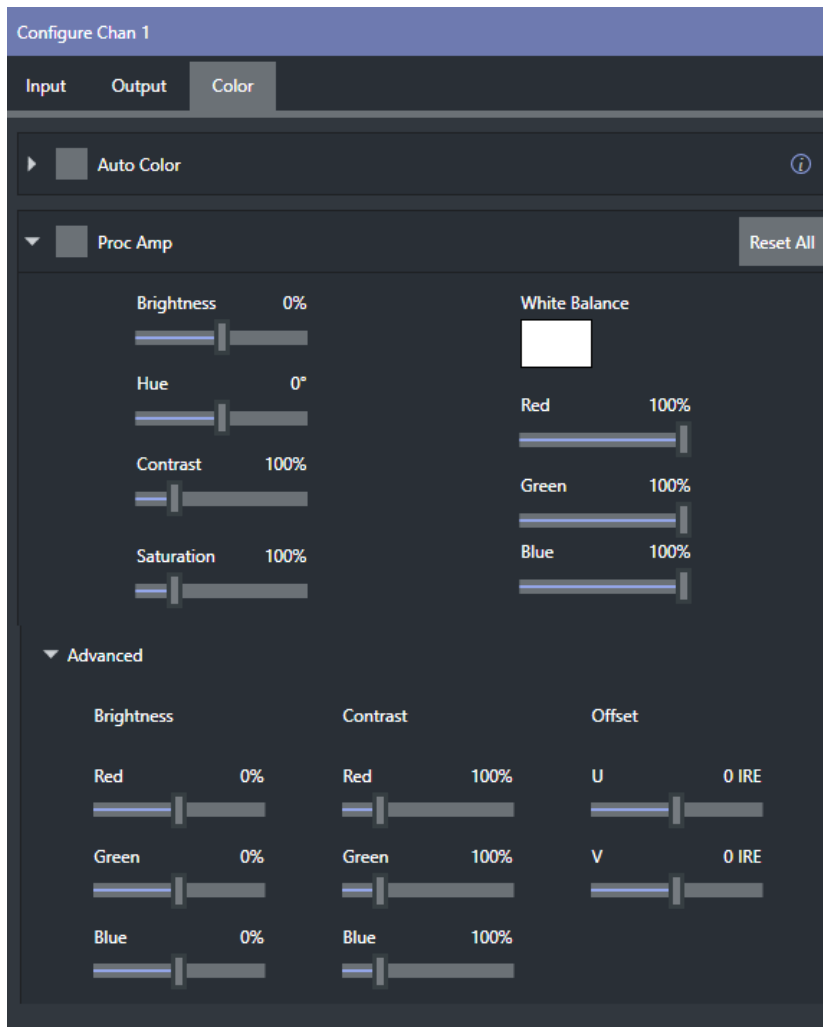 Configure Chan 1
Input Output Color
Auto Color
Proc Amp Reset All
Brightness 0% White Balance
Hue 0°
Red 100%
Contrast 100%
Green 100%
Saturation 100% Blue 100%
Advanced
Brightness Contrast Offset
Red 0% Red 100% U 0 IRE
Green 0% Green 100% V 0 IRE
Blue 0% Blue 100%